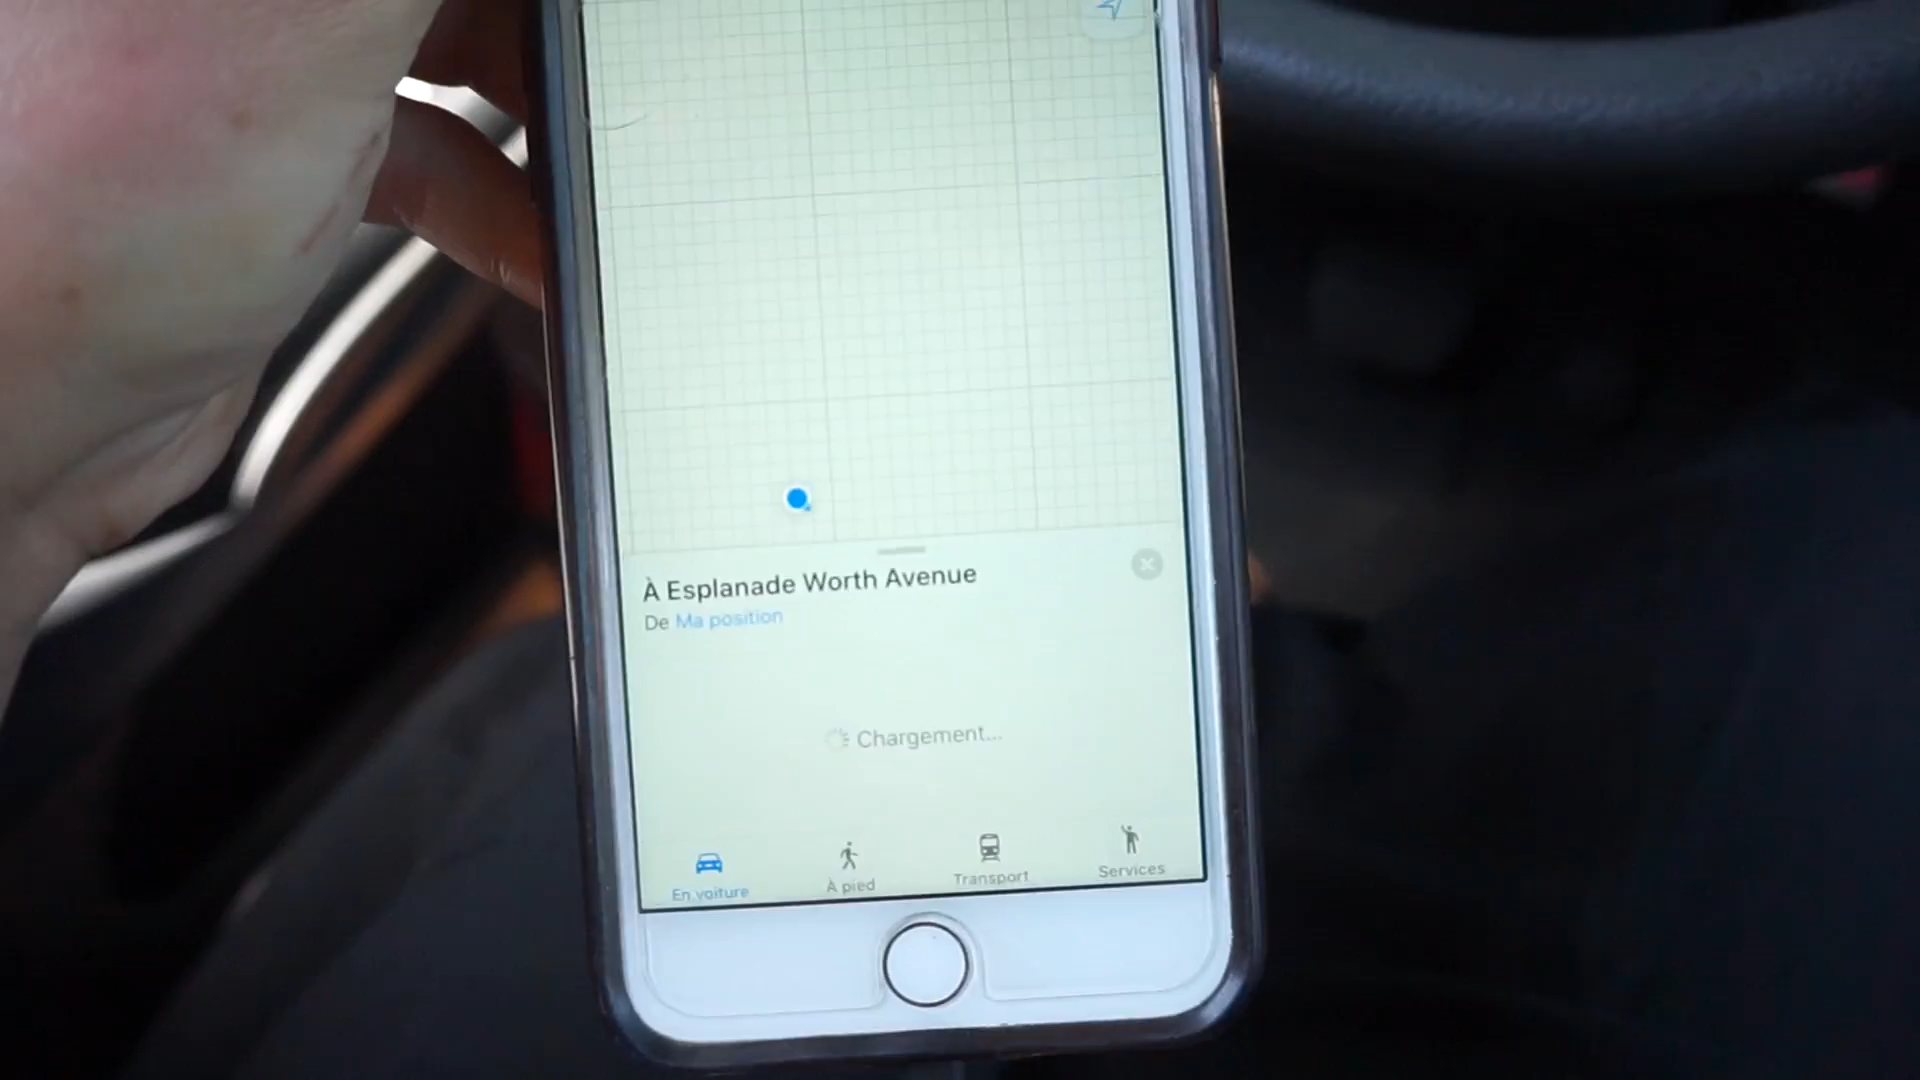 À Esplanade Worth Avenue
De Ma position
Chargement...
En voiture
À pied
Transport
Services